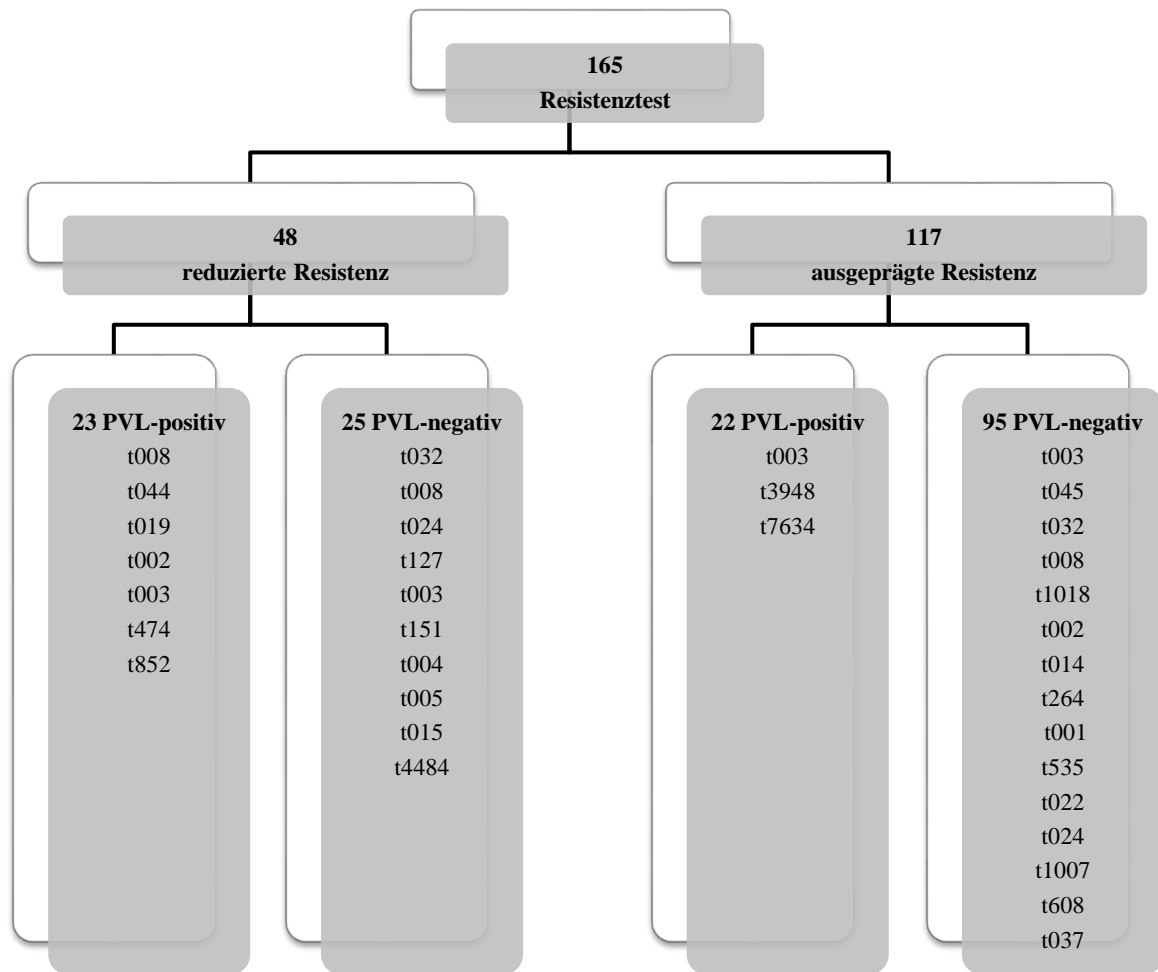 165
Resistenztest
48
reduzierte Resistenz
117
ausgeprägte Resistenz
23 PVL-positiv
t008
t044
t019
t002
t003
t474
t852
25 PVL-negativ
t032
t008
t024
t127
t003
t151
t004
t005
t015
t4484
22 PVL-positiv
t003
t3948
t7634
95 PVL-negativ
t003
t045
t032
t008
t1018
t002
t014
t264
t001
t535
t022
t024
t1007
t608
t037